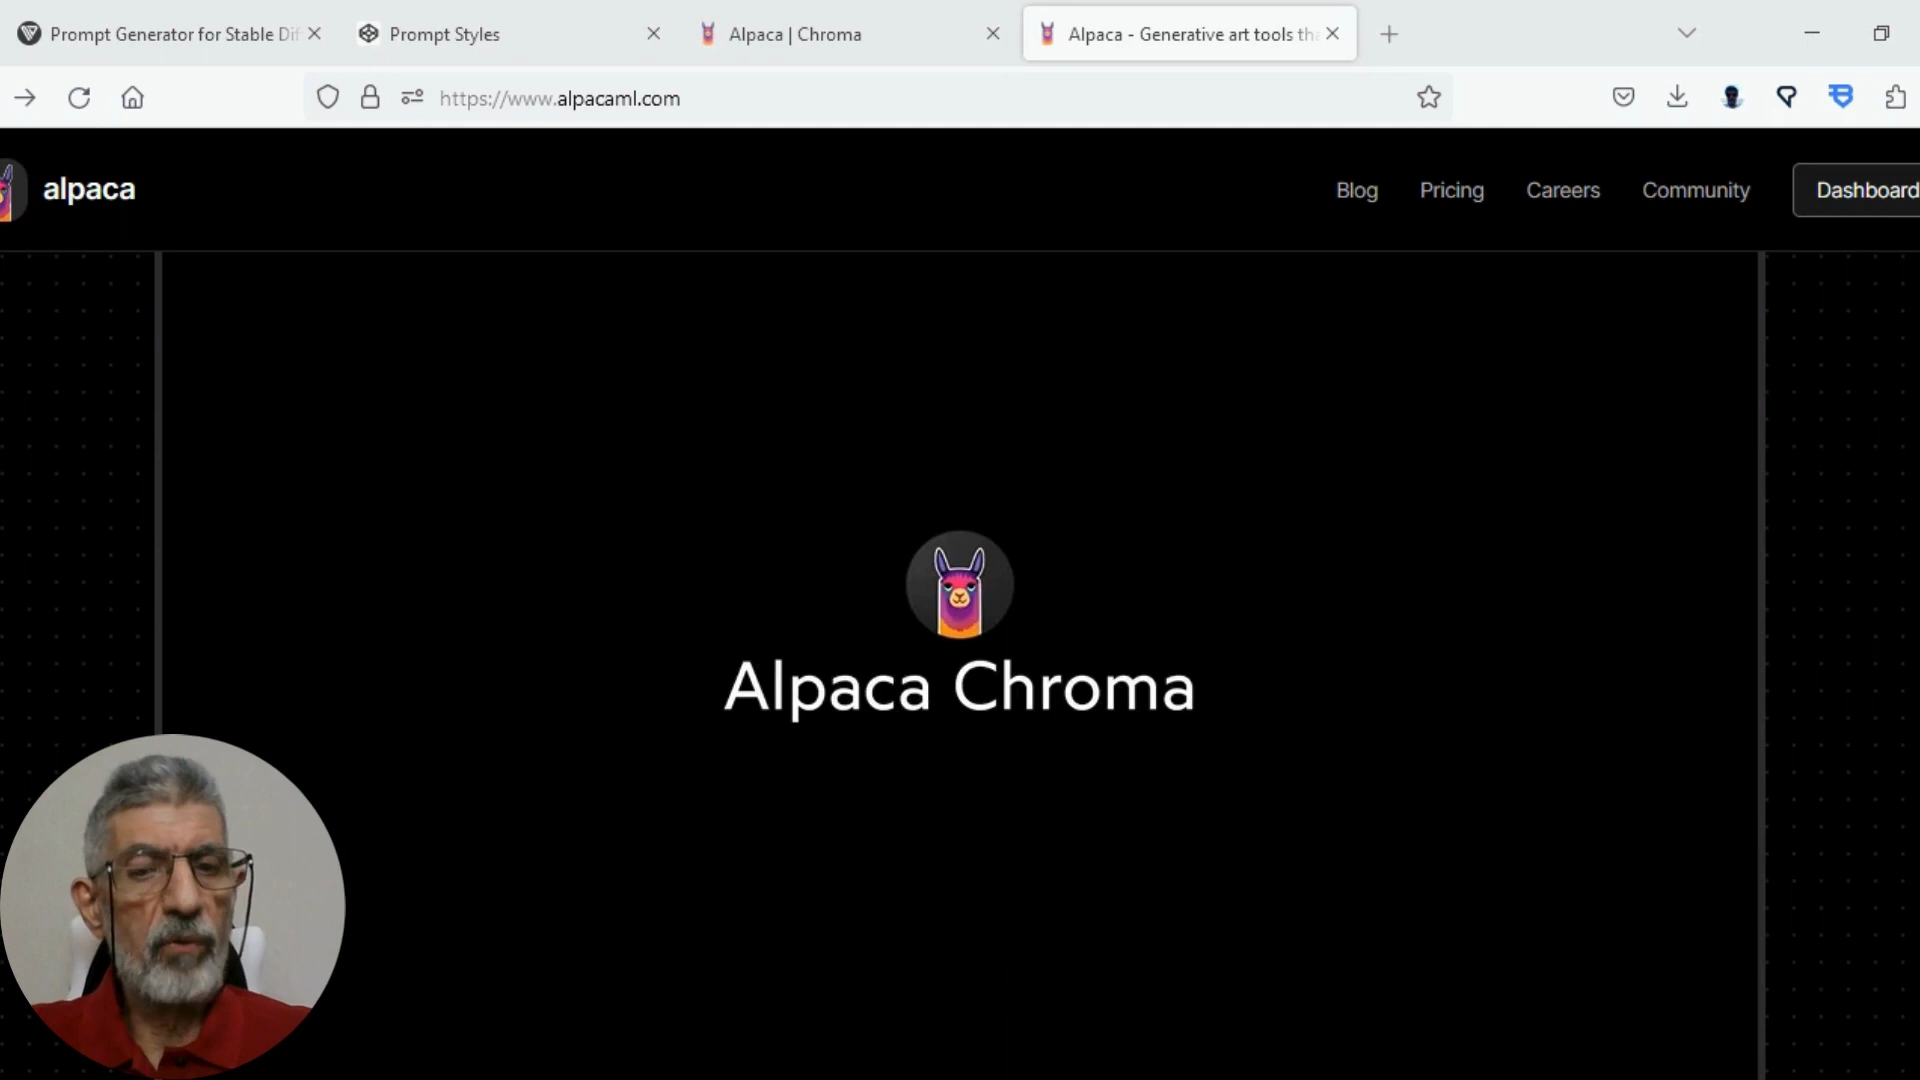 Prompt Generator for Stable Dif
Prompt Styles
Alpaca | Chroma
Alpaca - Generative art tools tha
https://www.alpacaml.com
alpaca
Blog
Pricing
Careers
Community
Dashboard
Alpaca Chroma